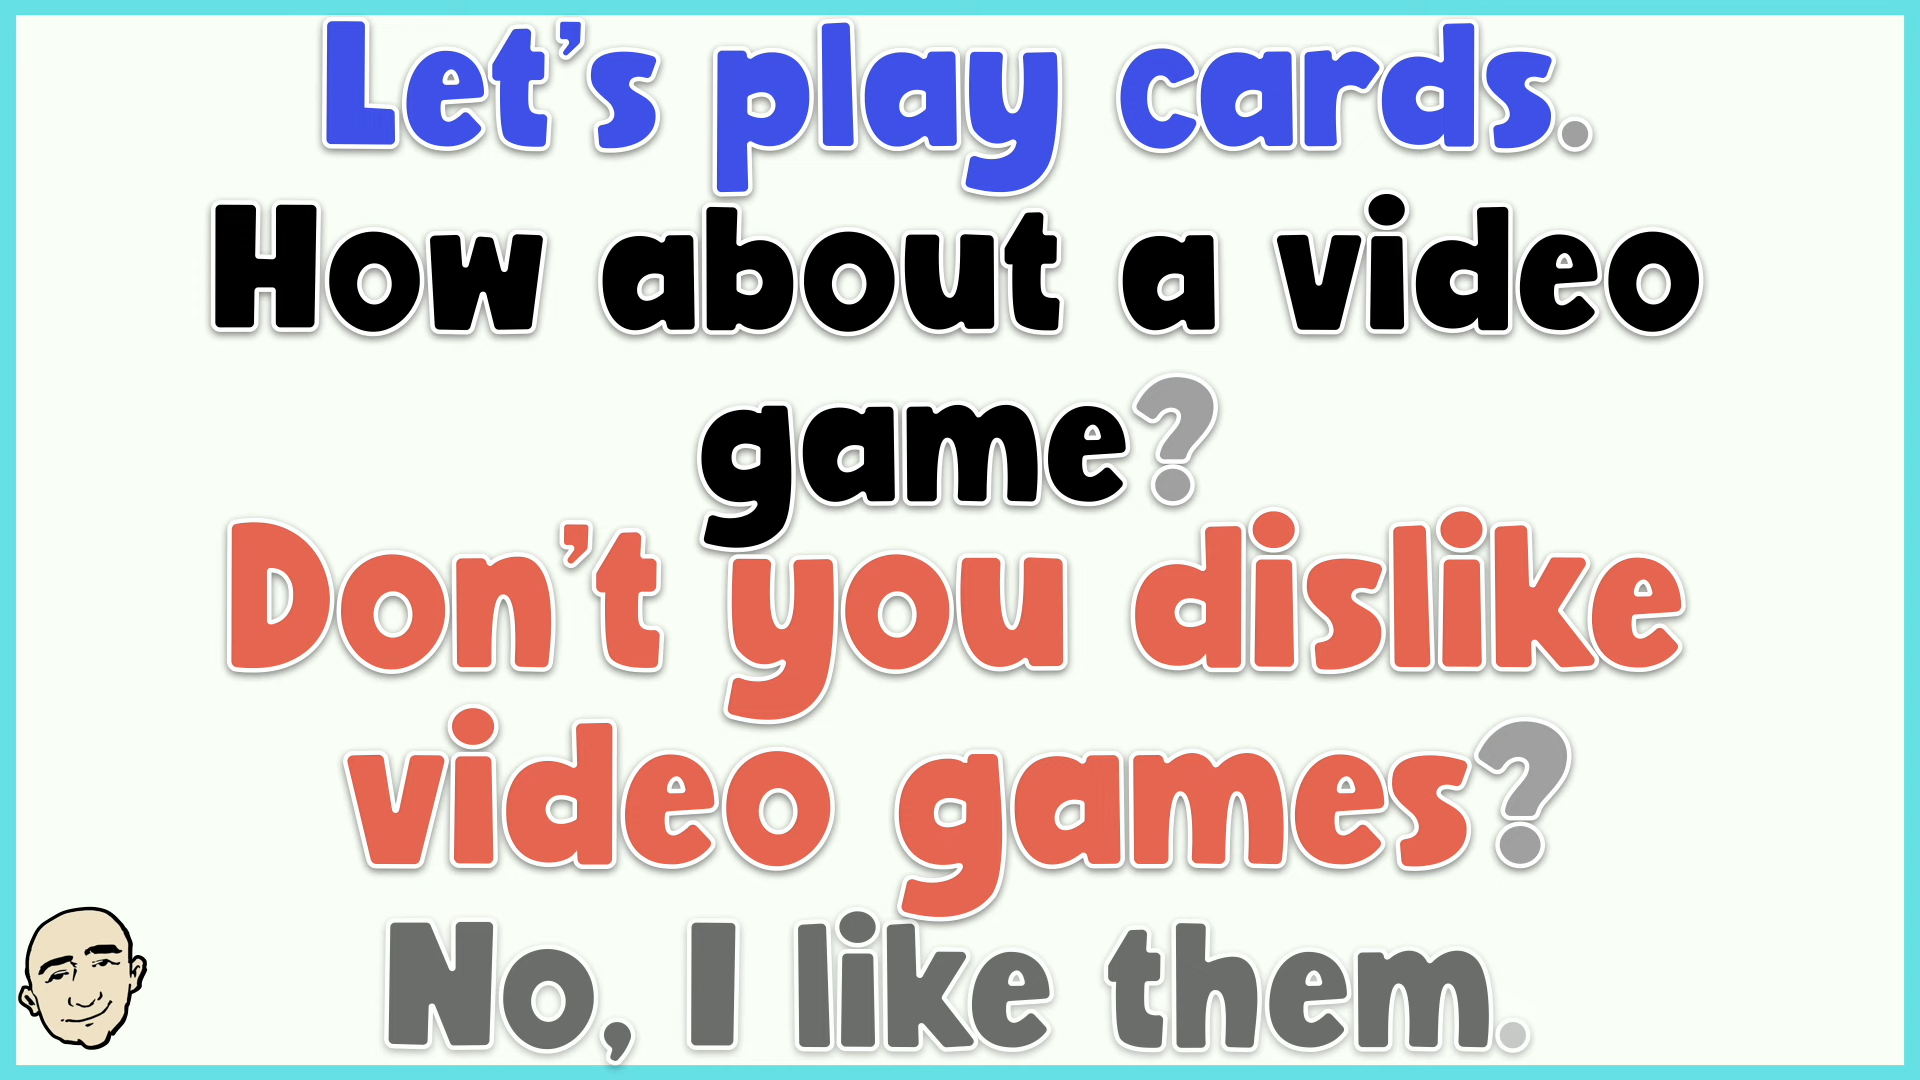 Let's play cards.
How about a video
game?
Don't you dislike
video games?
No, I like them.